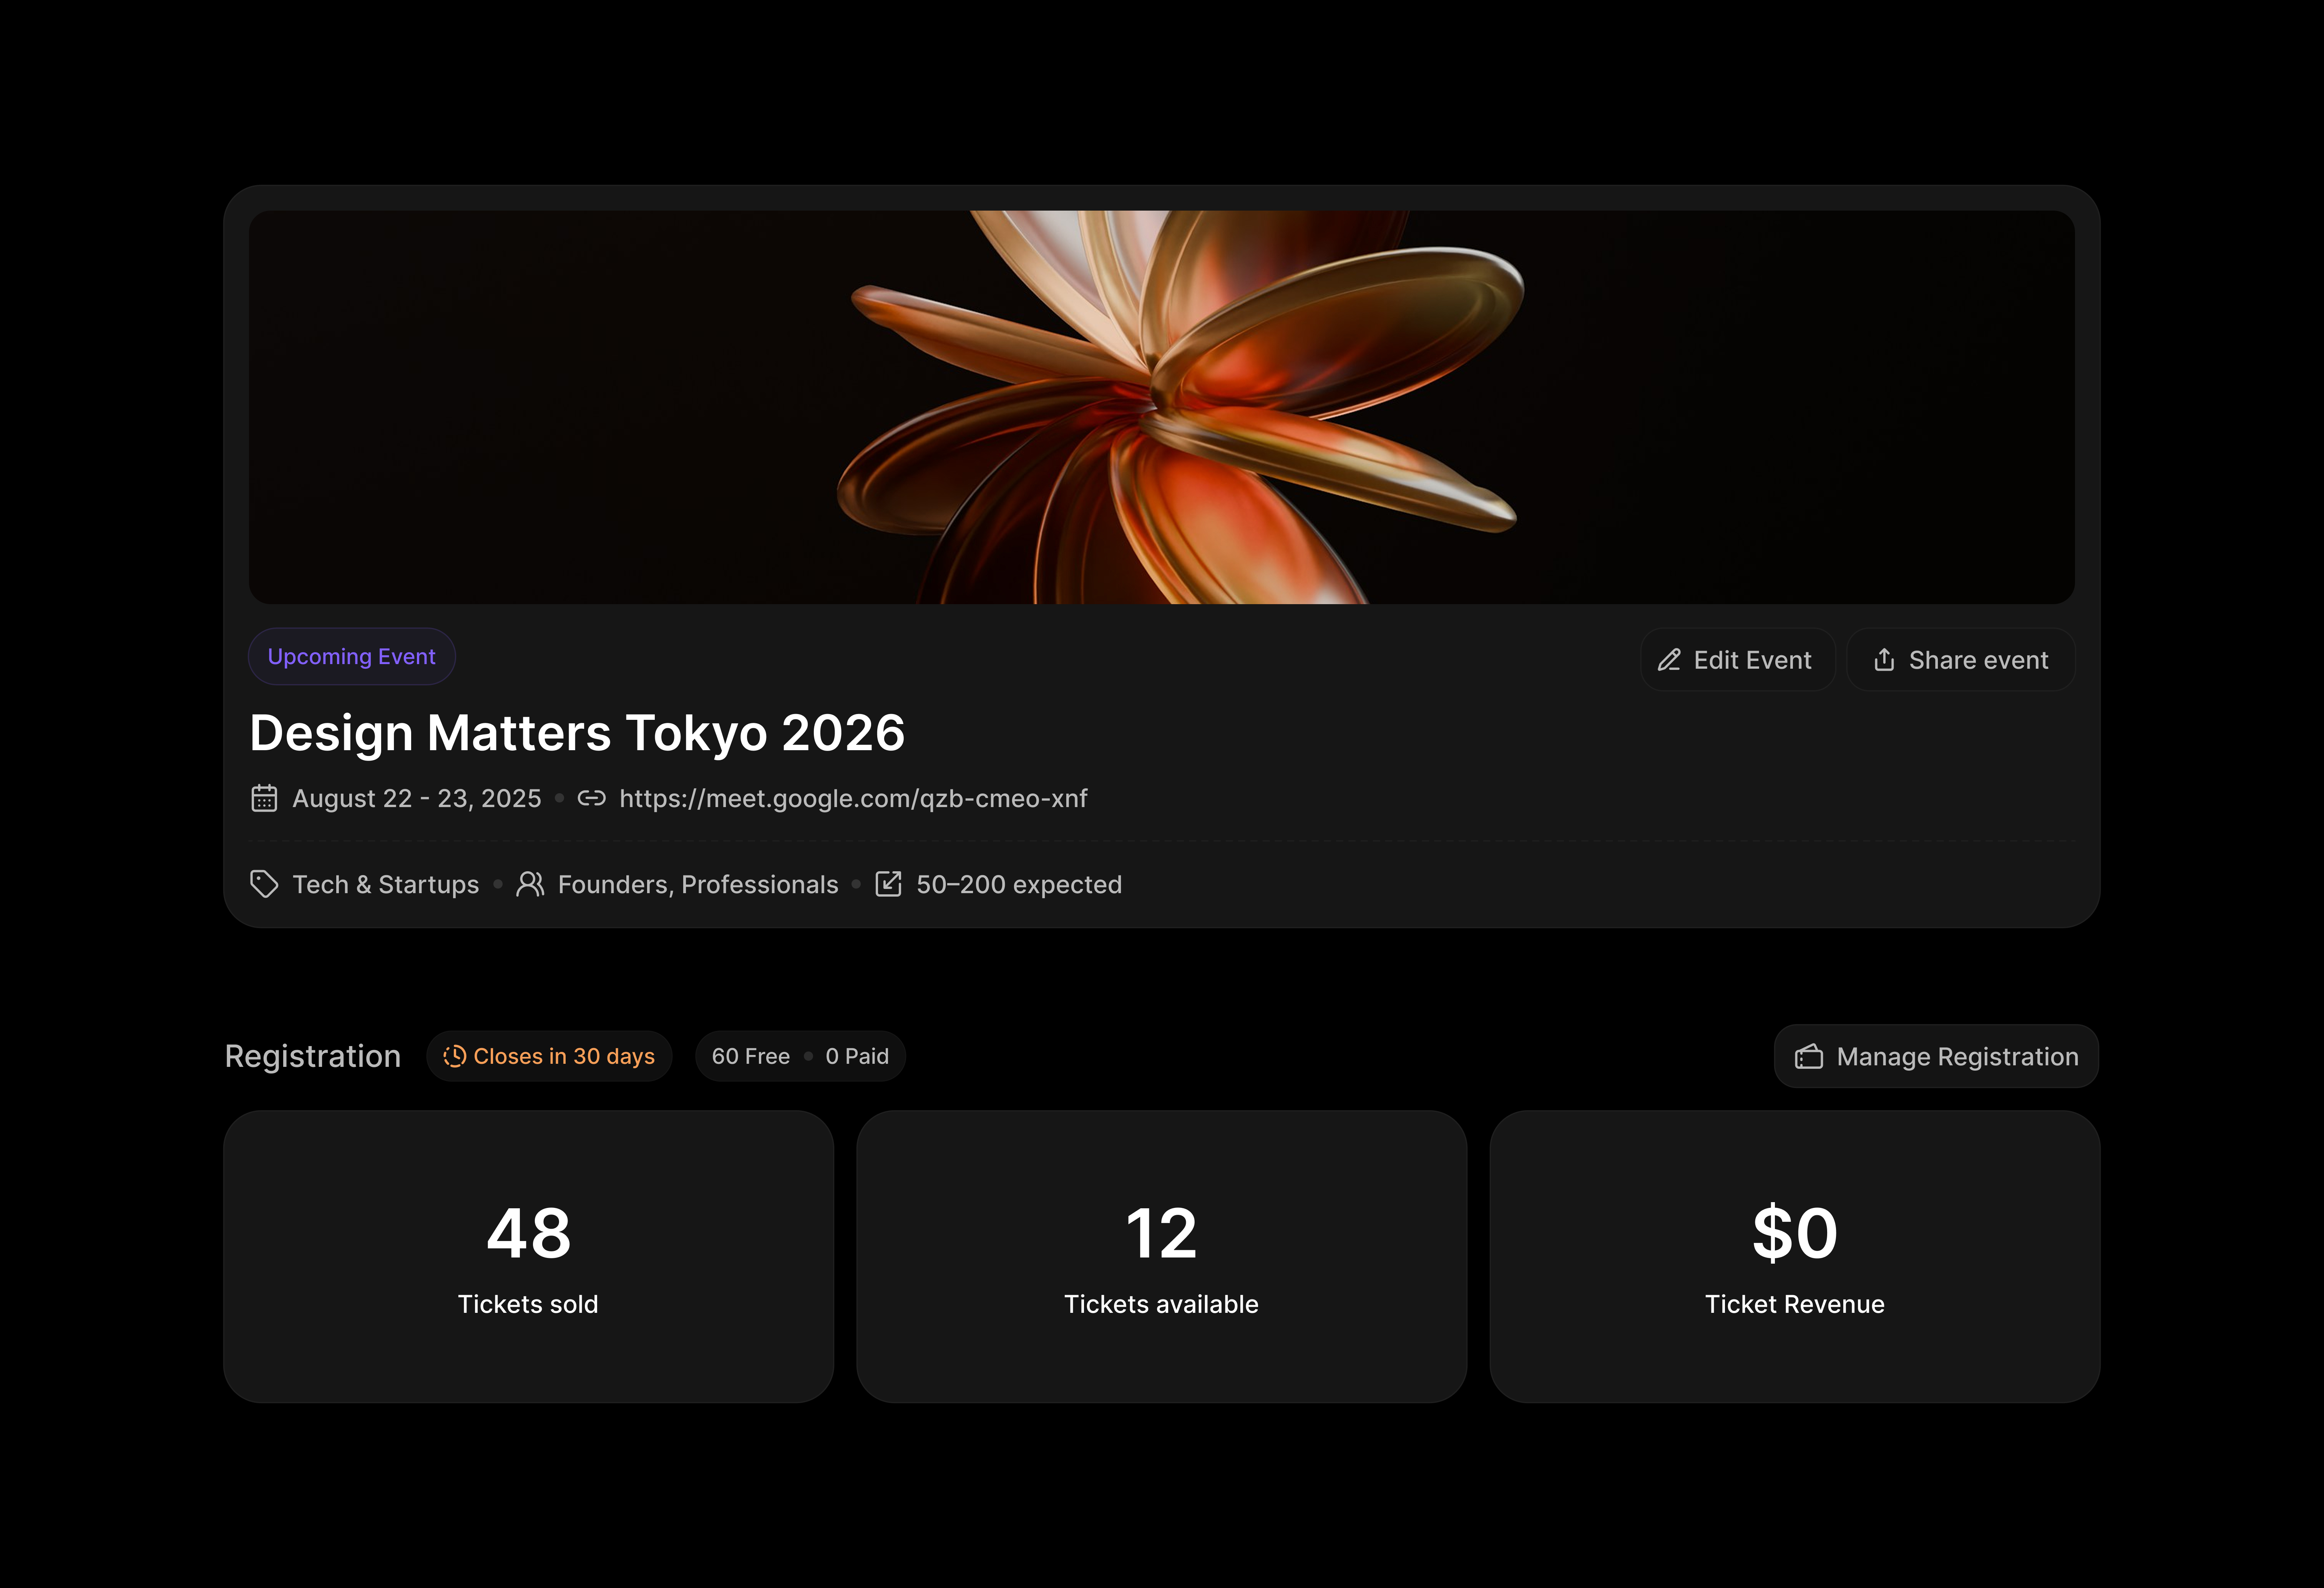 Upcoming Event
Edit Event
Share event
Design Matters Tokyo 2026
August 22 - 23, 2025 • https://meet.google.com/qzb-cmeo-xnf
Tech & Startups • Founders, Professionals • 50–200 expected
Registration
Closes in 30 days
60 Free • 0 Paid
Manage Registration
48
Tickets sold
12
Tickets available
$0
Ticket Revenue